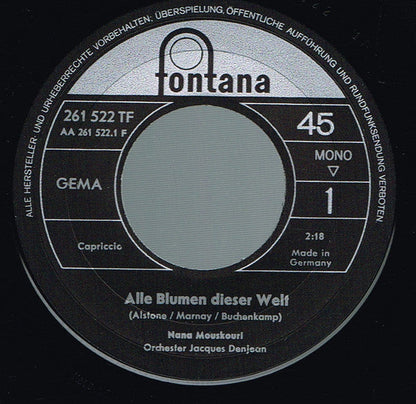 ALLE HERSTELLER- UND URHEBERRECHTE VORBEHALTEN; ÜBERSPIELUNG, ÖFFENTLICHE AUFFÜHRUNG UND RUNDFUNKSENDUNG VERBOTEN
fontana
261 522 TF
AA 261 522.1 F
45
MONO
▽
GEMA
1
Capriccio
2:18
Made in
Germany
Alle Blumen dieser Welt
(Alstone / Marnay / Buchenkamp)
Nana Mouskouri
Orchester Jacques Denjean